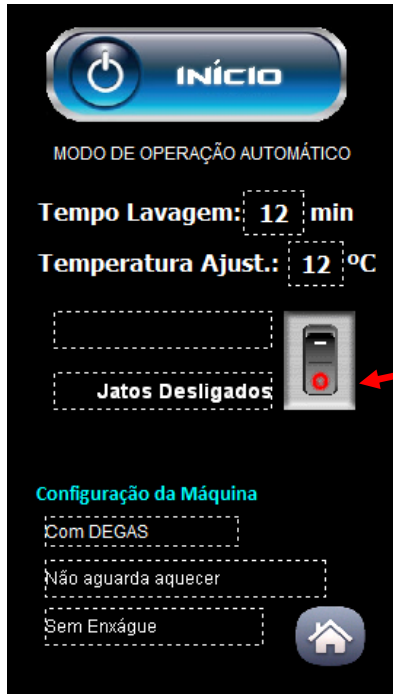 INÍCIO
MODO DE OPERAÇÃO AUTOMÁTICO
Tempo Lavagem: 12 min
Temperatura Ajust.: 12 ºC
Jatos Desligados
Configuração da Máquina
Com DEGAS
Não aguarda aquecer
Sem Enxágue